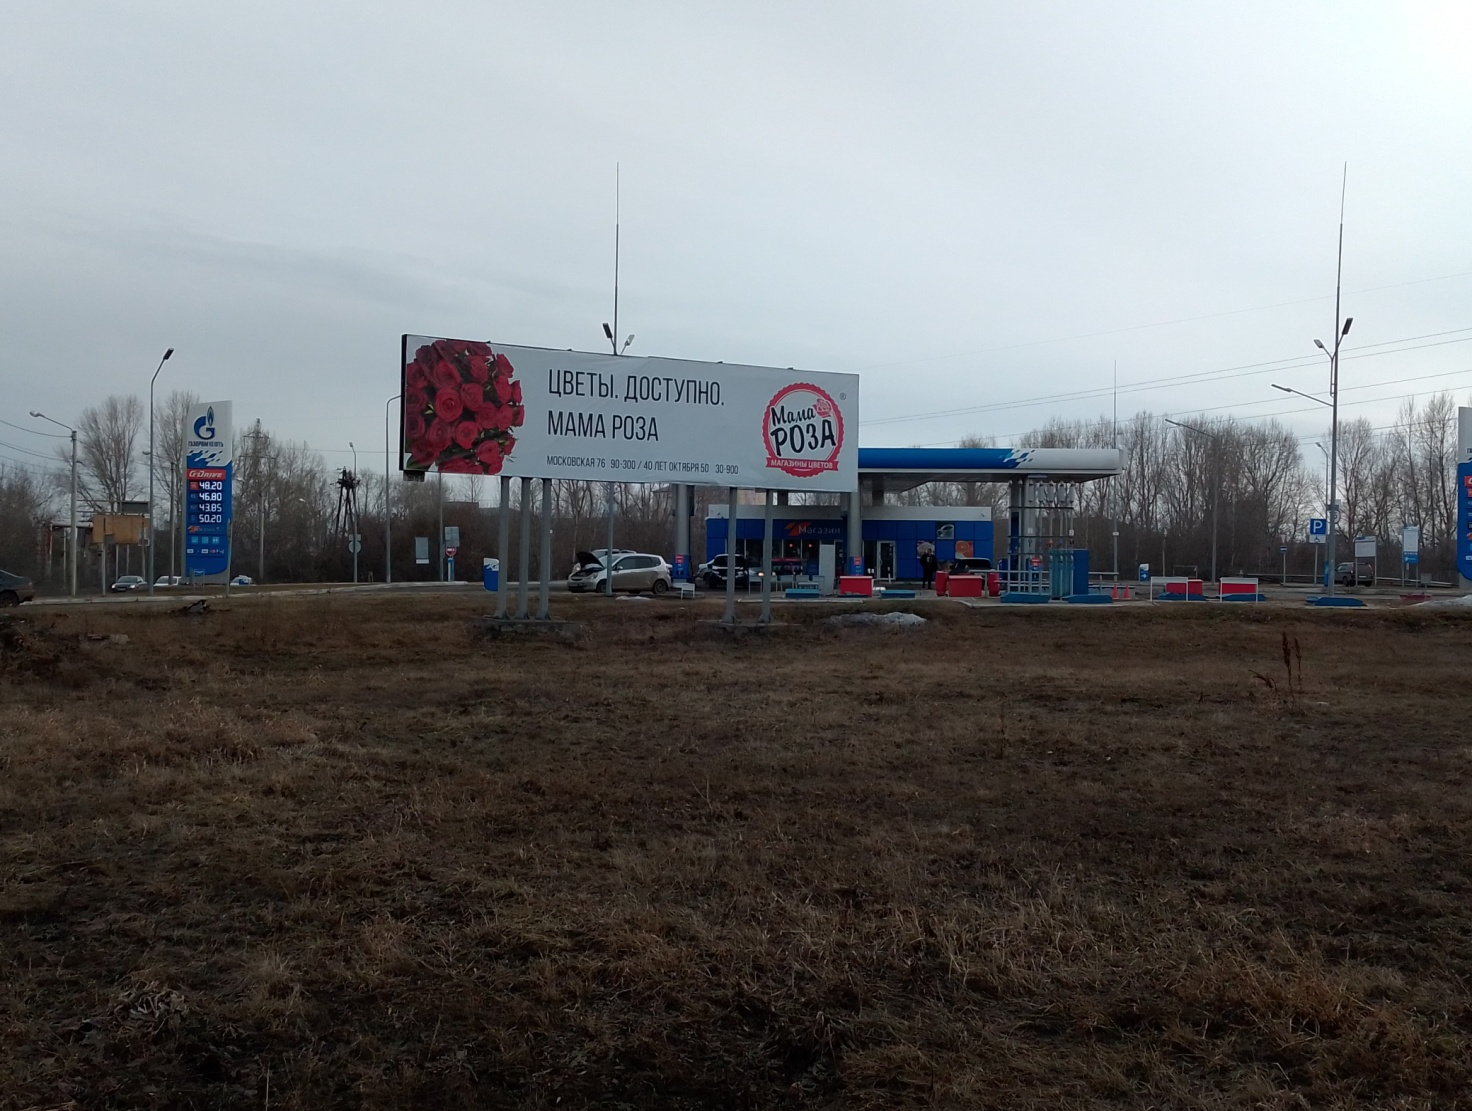 ЦВЕТЫ. ДОСТУПНО.
МАМА РОЗА
МОСКОВСКАЯ 76 90-300 / 40 ЛЕТ ОКТЯБРЯ 50 30-900
Мама
РОЗА
МАГАЗИНЫ ЦВЕТОВ
®
ГАЗПРОМНЕФТЬ
G-DRIVE
48.20
46.80
43.85
50.20
Магазин
P